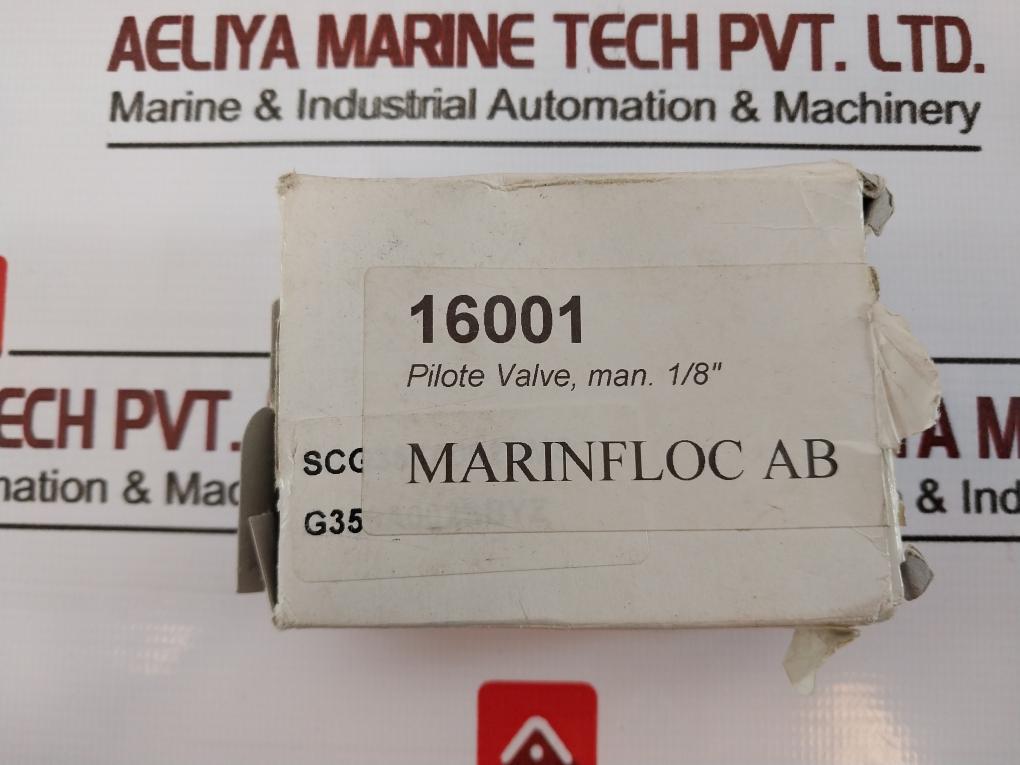 AELIYA MARINE TECH PVT. LTD.
Marine & Industrial Automation & Machinery
16001
Pilote Valve, man. 1/8"
SCG
MARINFLOC AB
G35
ECH PVT.
nation & Mac
A M
& Ind